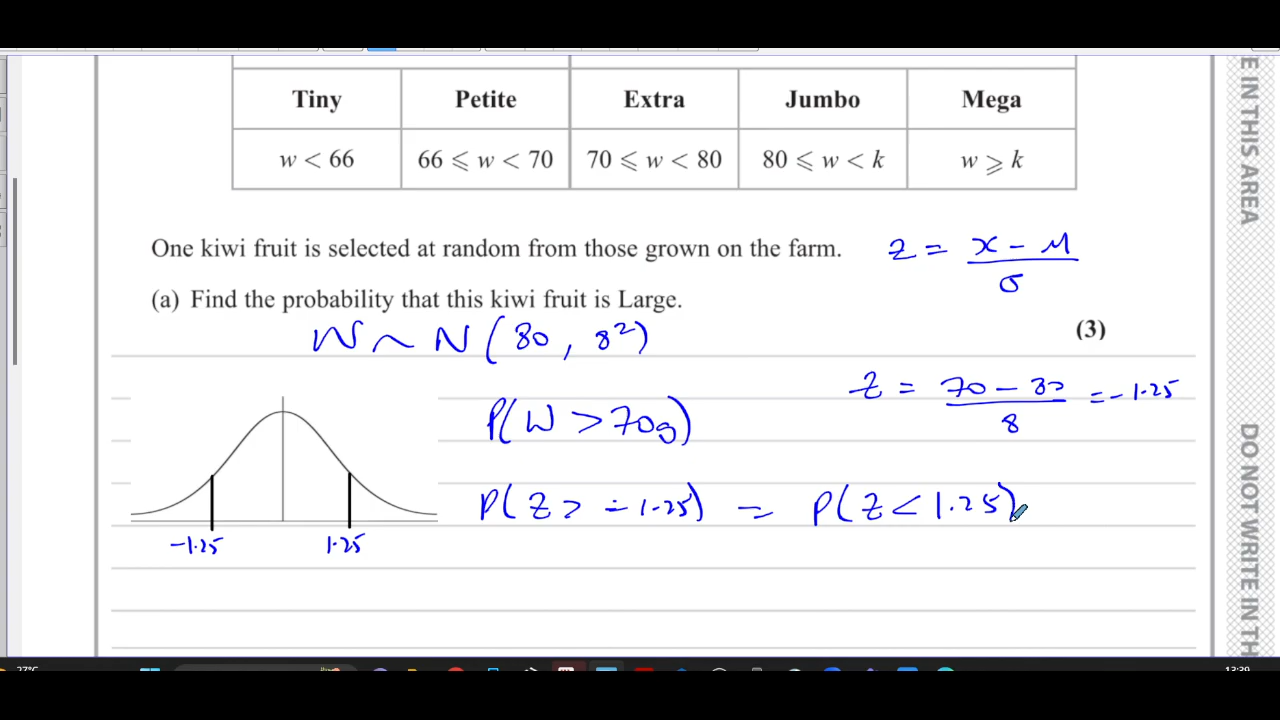 Tiny Petite Extra Jumbo Mega
w < 66 66 ⩽ w < 70 70 ⩽ w < 80 80 ⩽ w < k w ⩾ k
One kiwi fruit is selected at random from those grown on the farm.
z = x - μ / σ
(a) Find the probability that this kiwi fruit is Large.
W ~ N ( 80 , 8² )
(3)
z = 70 - 80 / 8 = -1.25
P( W > 70g )
P( Z > -1.25 ) = P( Z < 1.25 )
-1.25 1.25
E IN THIS AREA
DO NOT WRITE IN TH
27°C
13:39